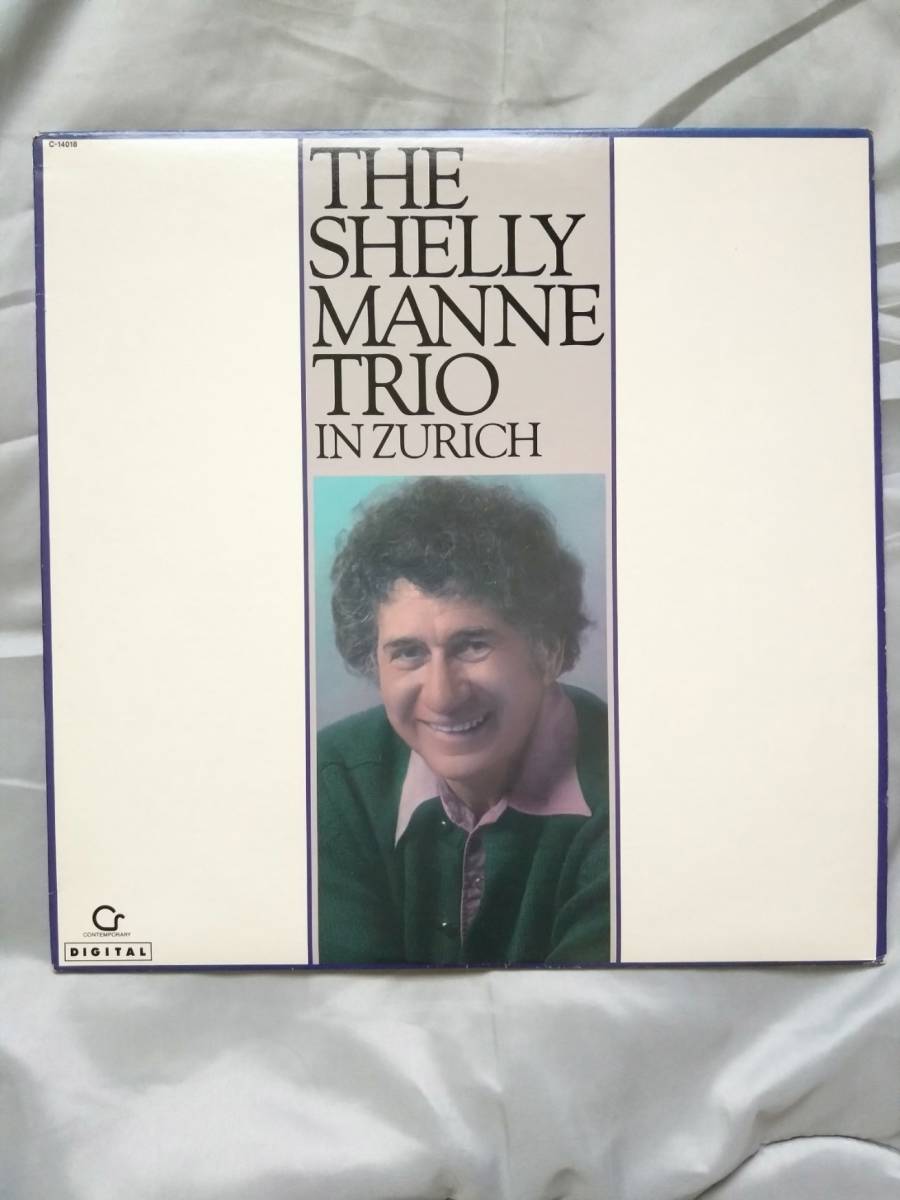 C-14018
THE
SHELLY
MANNE
TRIO
IN ZURICH
CONTEMPORARY
DIGITAL